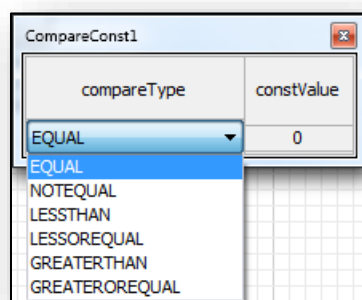 CompareConst1
compareType constValue
EQUAL 0
EQUAL
NOTEQUAL
LESSTHAN
LESSOREQUAL
GREATERTHAN
GREATEROREQUAL